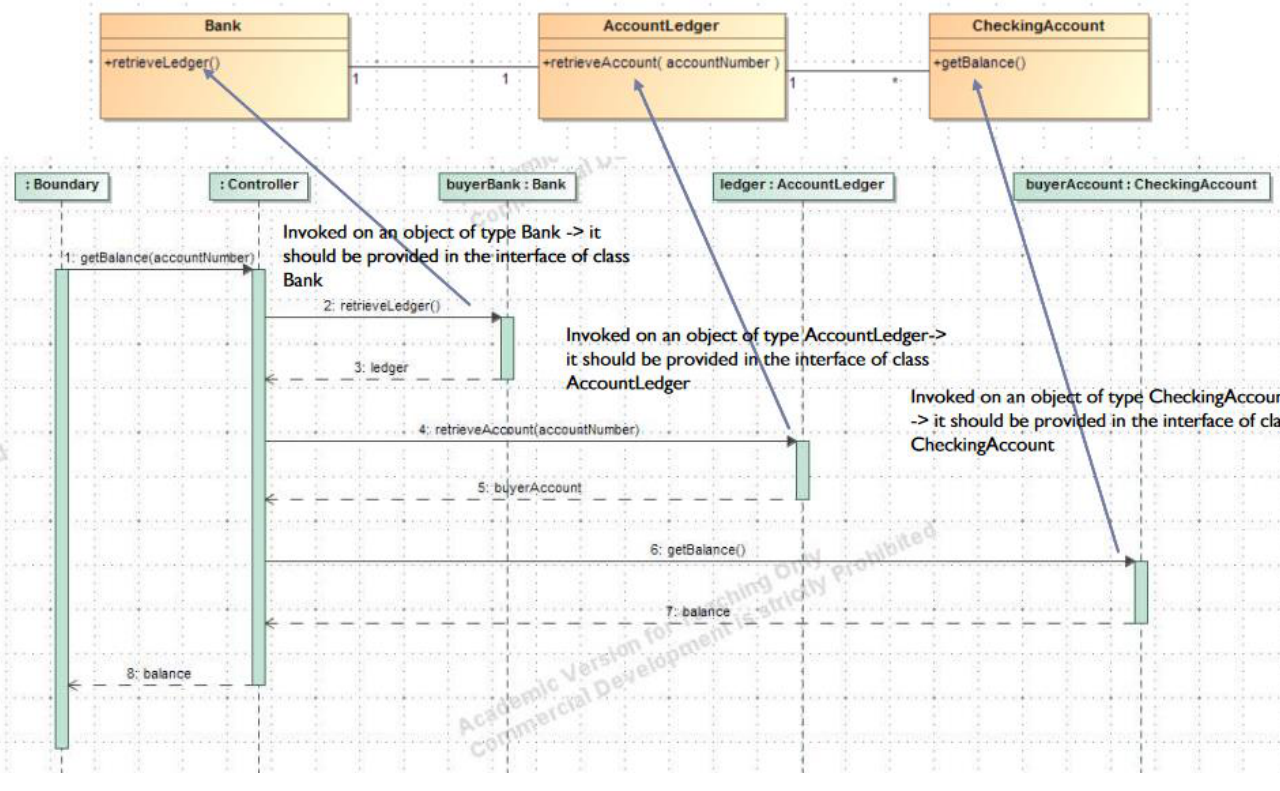 Bank
AccountLedger
CheckingAccount
+retrieveLedger()
+retrieveAccount( accountNumber )
+getBalance()
1
1
1
*
: Boundary
: Controller
buyerBank : Bank
ledger : AccountLedger
buyerAccount : CheckingAccount
Invoked on an object of type Bank -> it
should be provided in the interface of class
Bank
1: getBalance(accountNumber)
2: retrieveLedger()
Invoked on an object of type AccountLedger->
it should be provided in the interface of class
AccountLedger
3: ledger
Invoked on an object of type CheckingAccoun
-> it should be provided in the interface of cla
CheckingAccount
4: retrieveAccount(accountNumber)
5: buyerAccount
6: getBalance()
7: balance
8: balance
Academic Version for Teaching Only
Commercial Development is strictly Prohibited